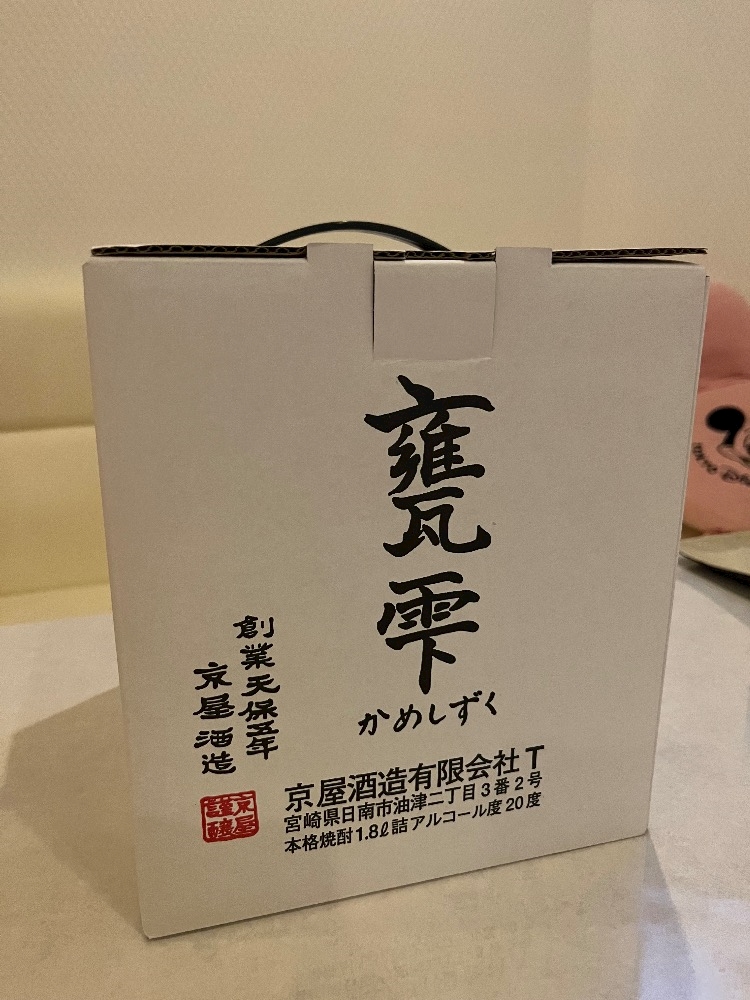 甕雫
かめしずく
創業天保五年
京屋酒造
京屋
謹醸
京屋酒造有限会社 T
宮崎県日南市油津二丁目3番2号
本格焼酎1.8ℓ詰アルコール度20度